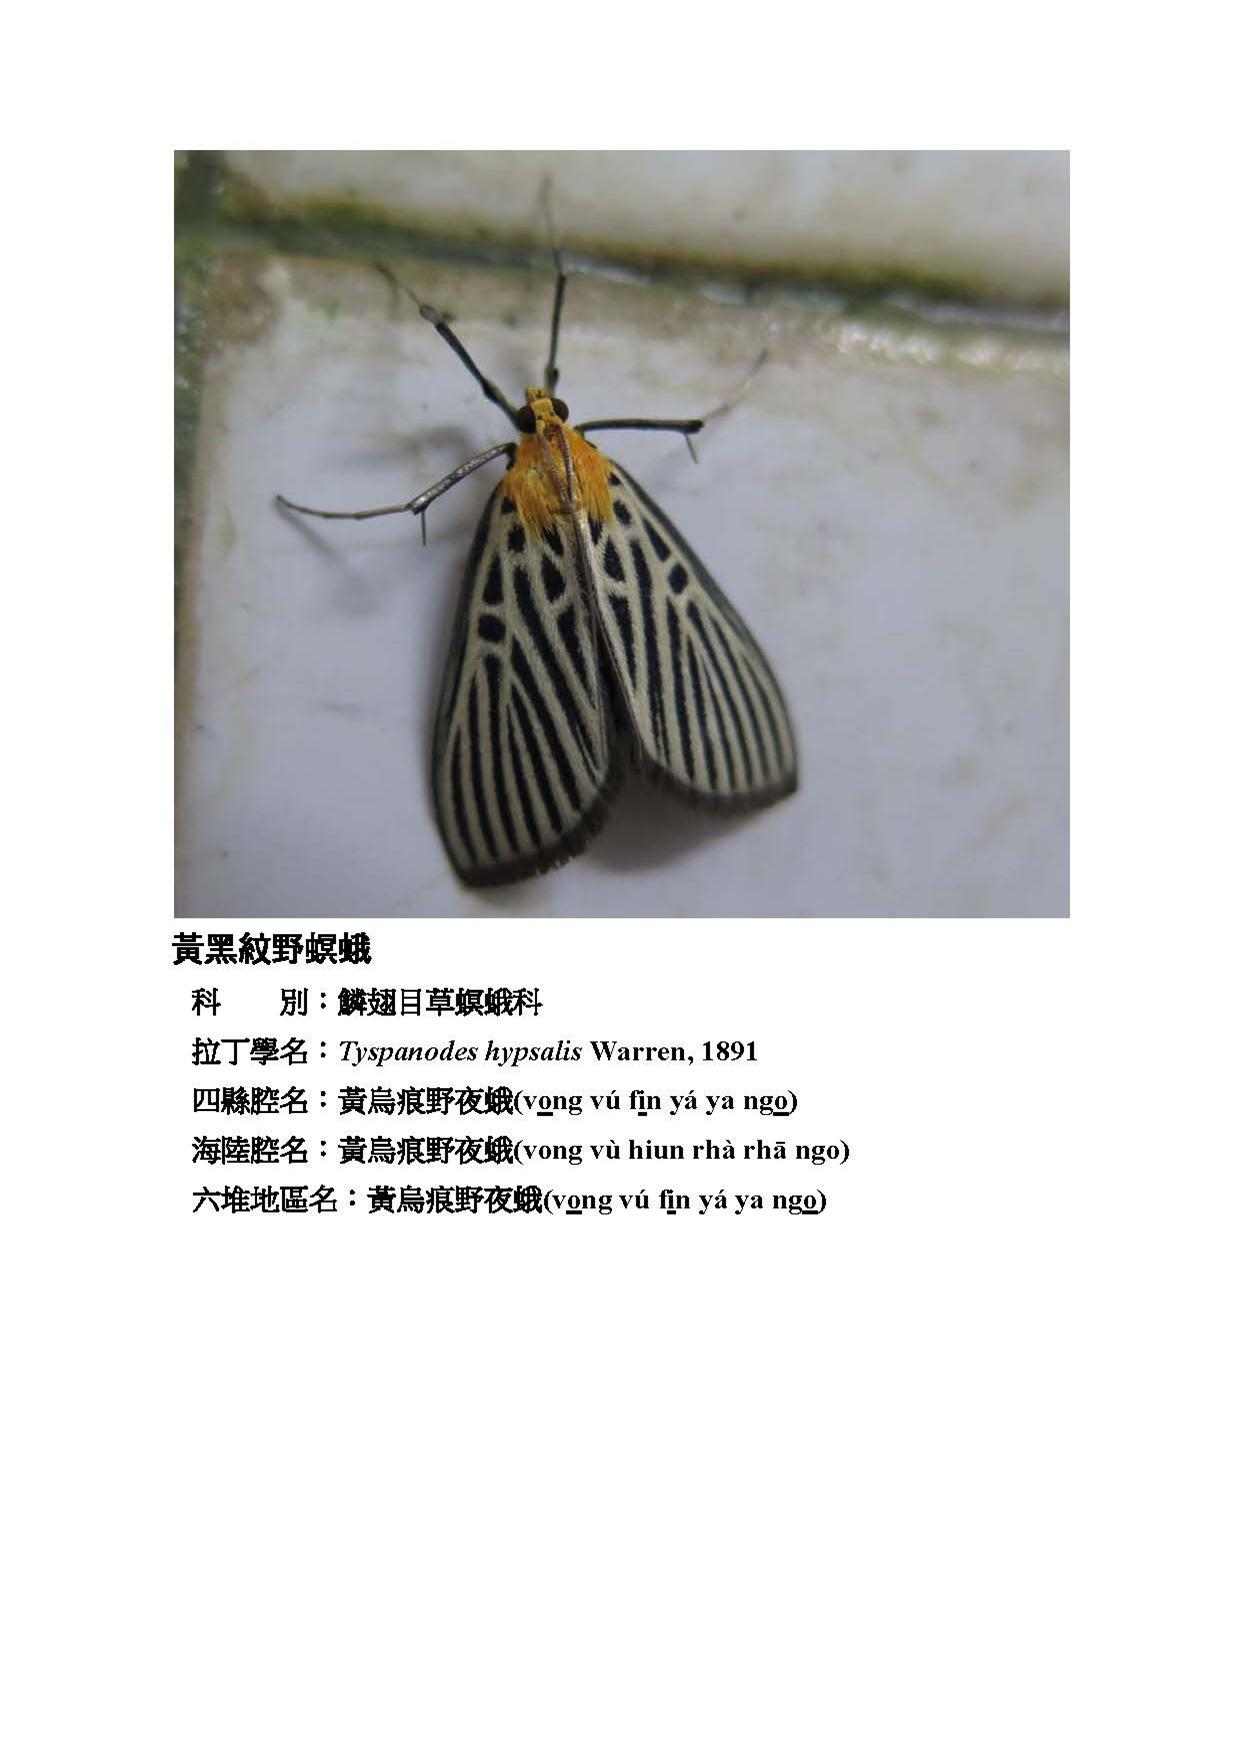 黃黑紋野螟蛾
科　　別：鱗翅目草螟蛾科
拉丁學名：Tyspanodes hypsalis Warren, 1891
四縣腔名：黃烏痕野夜蛾(vong vú fin yá ya ngo)
海陸腔名：黃烏痕野夜蛾(vong vù hiun rhà rhā ngo)
六堆地區名：黃烏痕野夜蛾(vong vú fin yá ya ngo)